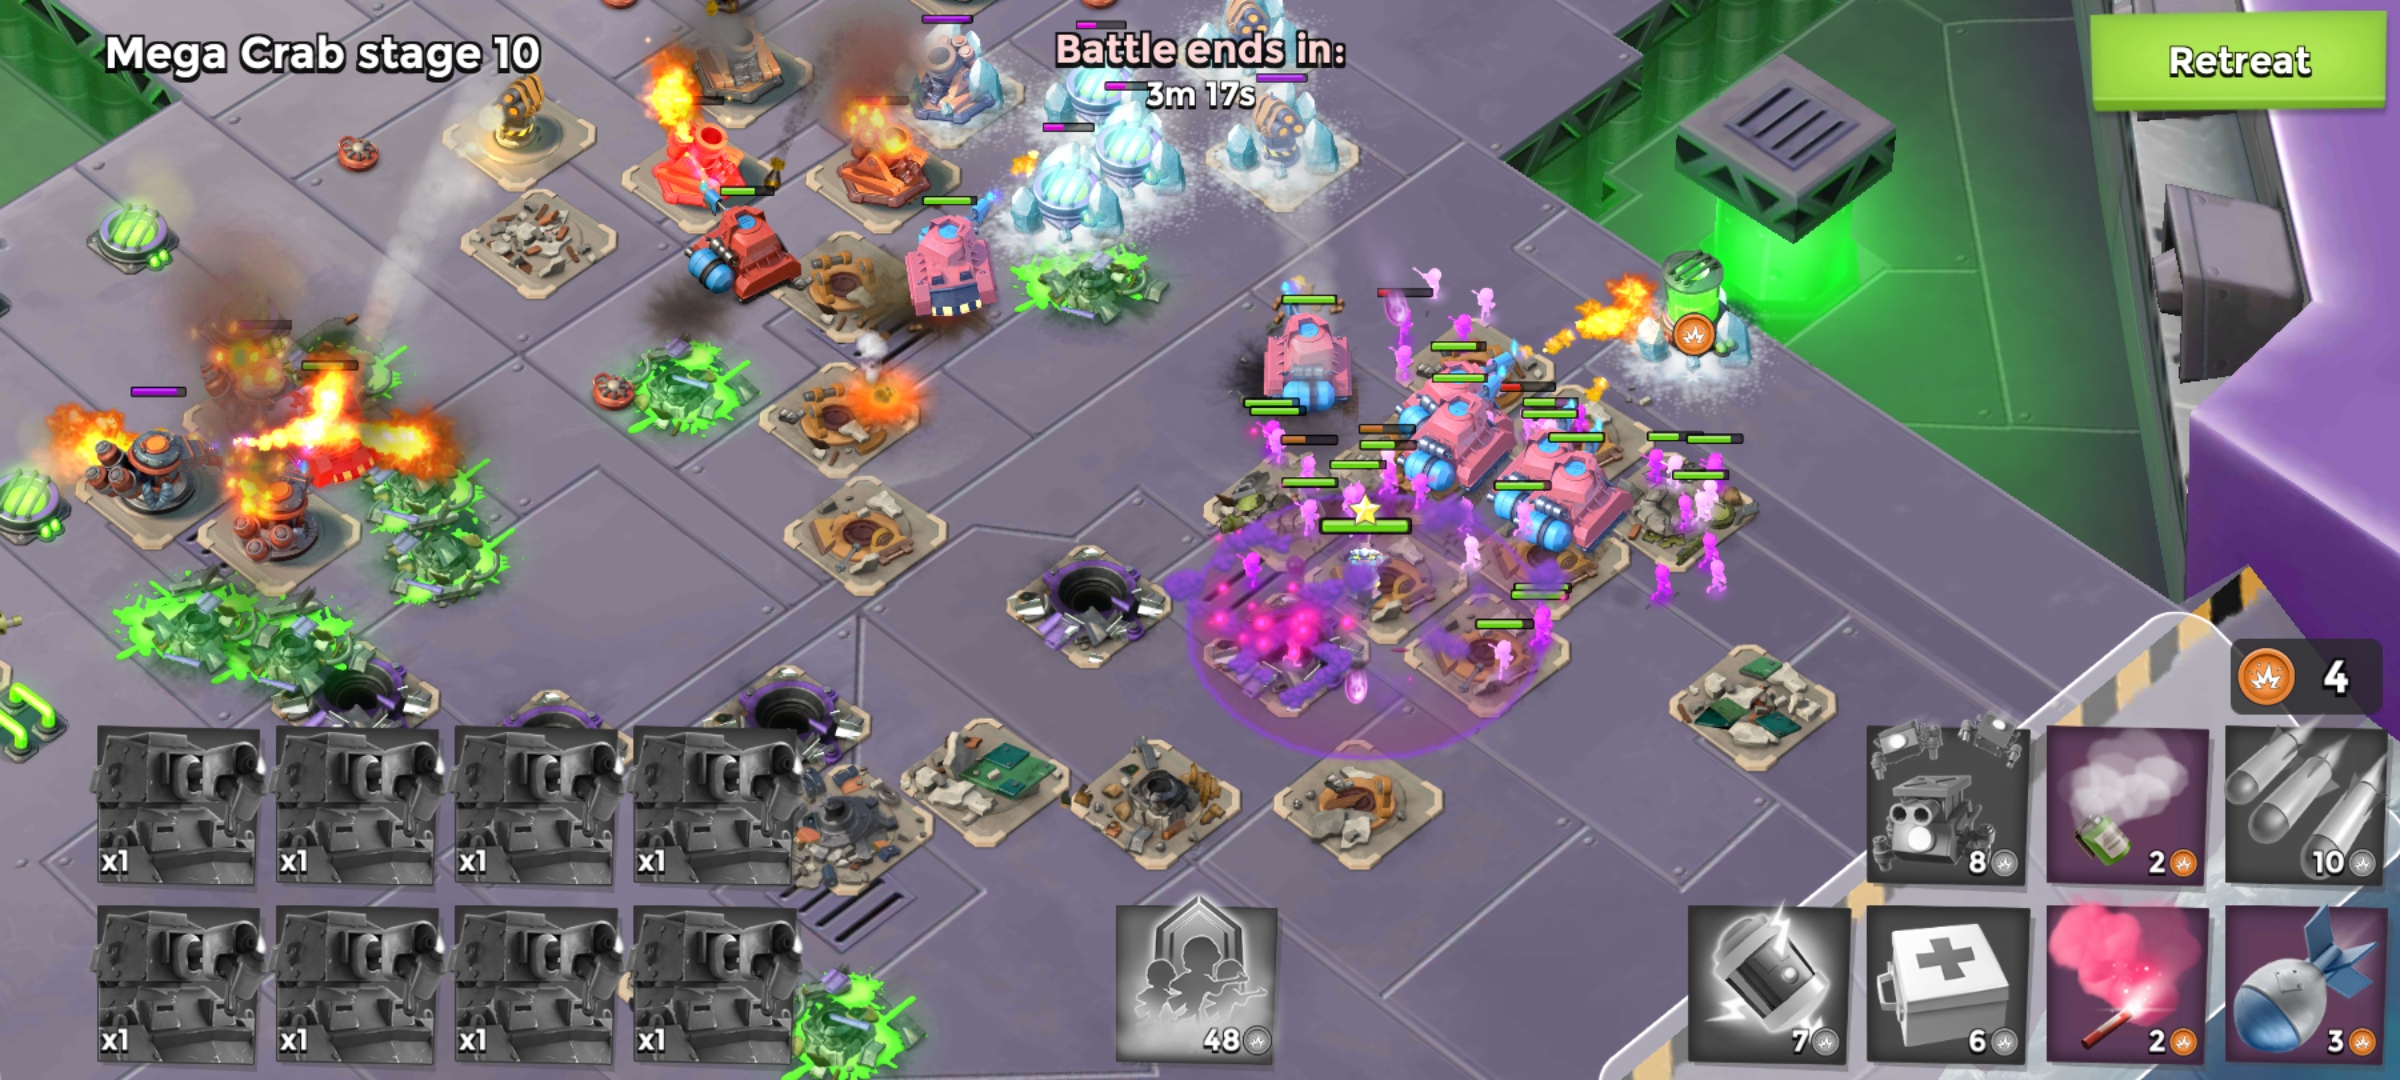 Mega Crab stage 10
Battle ends in:
3m 17s
Retreat
4
8
2
10
x1
x1
x1
x1
x1
x1
x1
x1
48
7
6
2
3